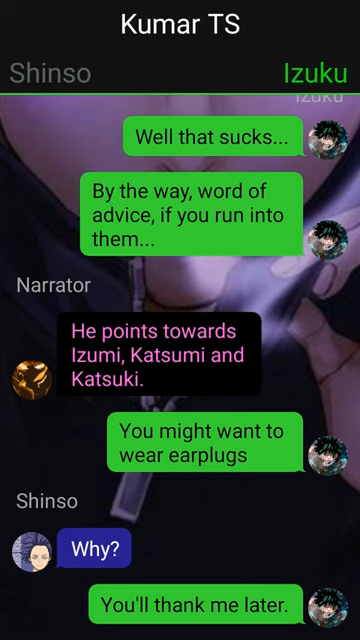 Kumar TS
Shinso
Izuku
Izuku
Well that sucks...
By the way, word of
advice, if you run into
them...
Narrator
He points towards
Izumi, Katsumi and
Katsuki.
You might want to
wear earplugs
Shinso
Why?
You'll thank me later.